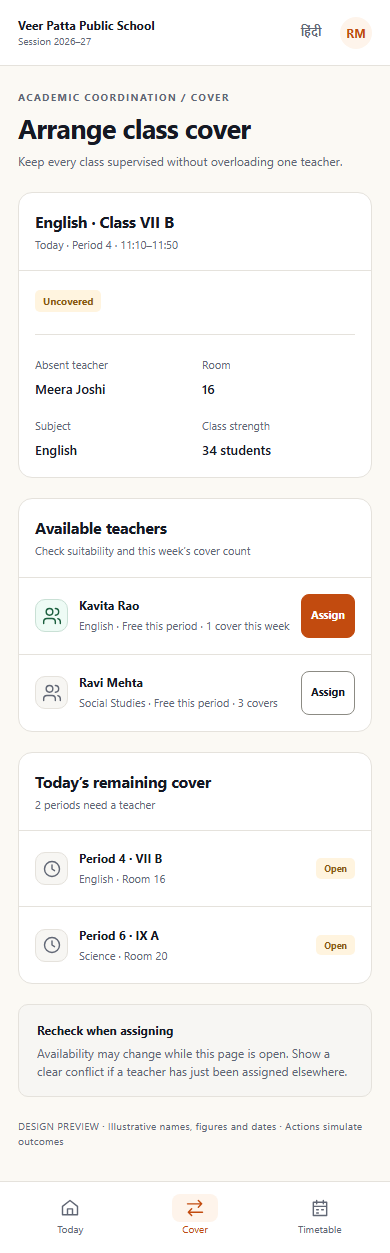 Veer Patta Public School
Session 2026–27
हिंदी
RM
ACADEMIC COORDINATION / COVER
Arrange class cover
Keep every class supervised without overloading one teacher.
English · Class VII B
Today · Period 4 · 11:10–11:50
Uncovered
Absent teacher
Room
Meera Joshi
16
Subject
Class strength
English
34 students
Available teachers
Check suitability and this week's cover count
Kavita Rao
English · Free this period · 1 cover this week
Assign
Ravi Mehta
Social Studies · Free this period · 3 covers
Assign
Today's remaining cover
2 periods need a teacher
Period 4 · VII B
English · Room 16
Open
Period 6 · IX A
Science · Room 20
Open
Recheck when assigning
Availability may change while this page is open. Show a
clear conflict if a teacher has just been assigned elsewhere.
DESIGN PREVIEW · Illustrative names, figures and dates · Actions simulate
outcomes
Today
Cover
Timetable